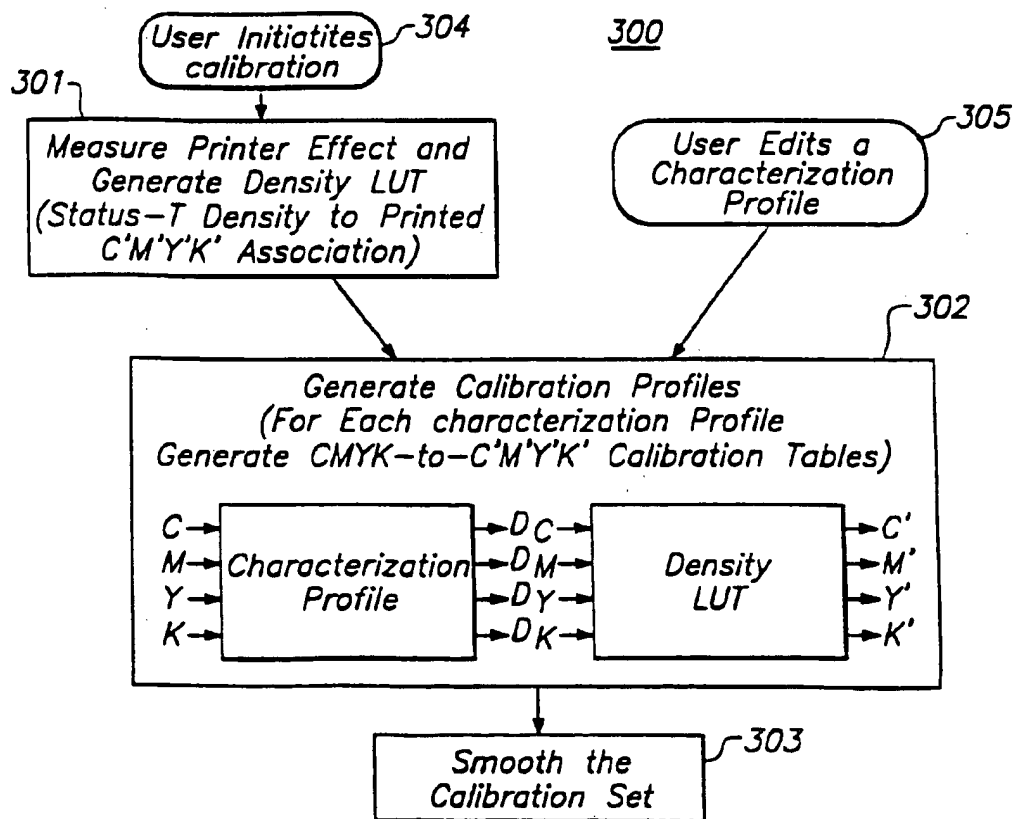 User Initiatites
calibration
304
300
301
Measure Printer Effect and
Generate Density LUT
(Status-T Density to Printed
C'M'Y'K' Association)
User Edits a
Characterization
Profile
305
302
Generate Calibration Profiles
(For Each characterization Profile
Generate CMYK-to-C'M'Y'K' Calibration Tables)
C DC C'
M DM M'
Y DY Y'
K DK K'
Characterization
Profile
Density
LUT
Smooth the
Calibration Set
303